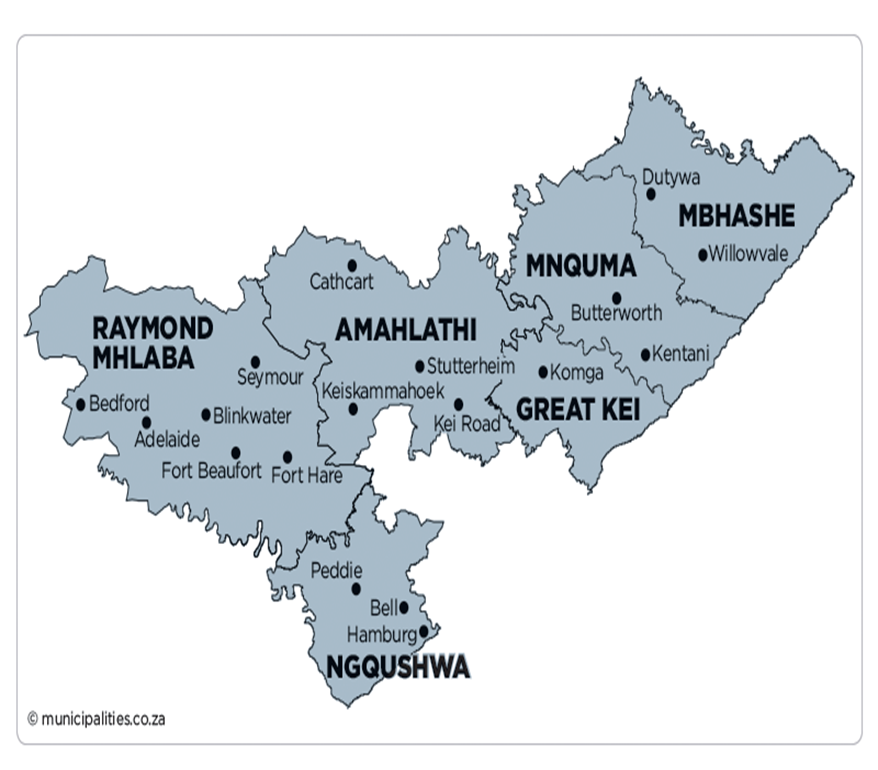 Dutywa
MBHASHE
Willowvale
MNQUMA
Butterworth
Kentani
Cathcart
AMAHLATHI
Stutterheim
Keiskammahoek
Kei Road
Komga
GREAT KEI
RAYMOND
MHLABA
Seymour
Bedford
Blinkwater
Adelaide
Fort Beaufort
Fort Hare
Peddie
Bell
Hamburg
NGQUSHWA
© municipalities.co.za